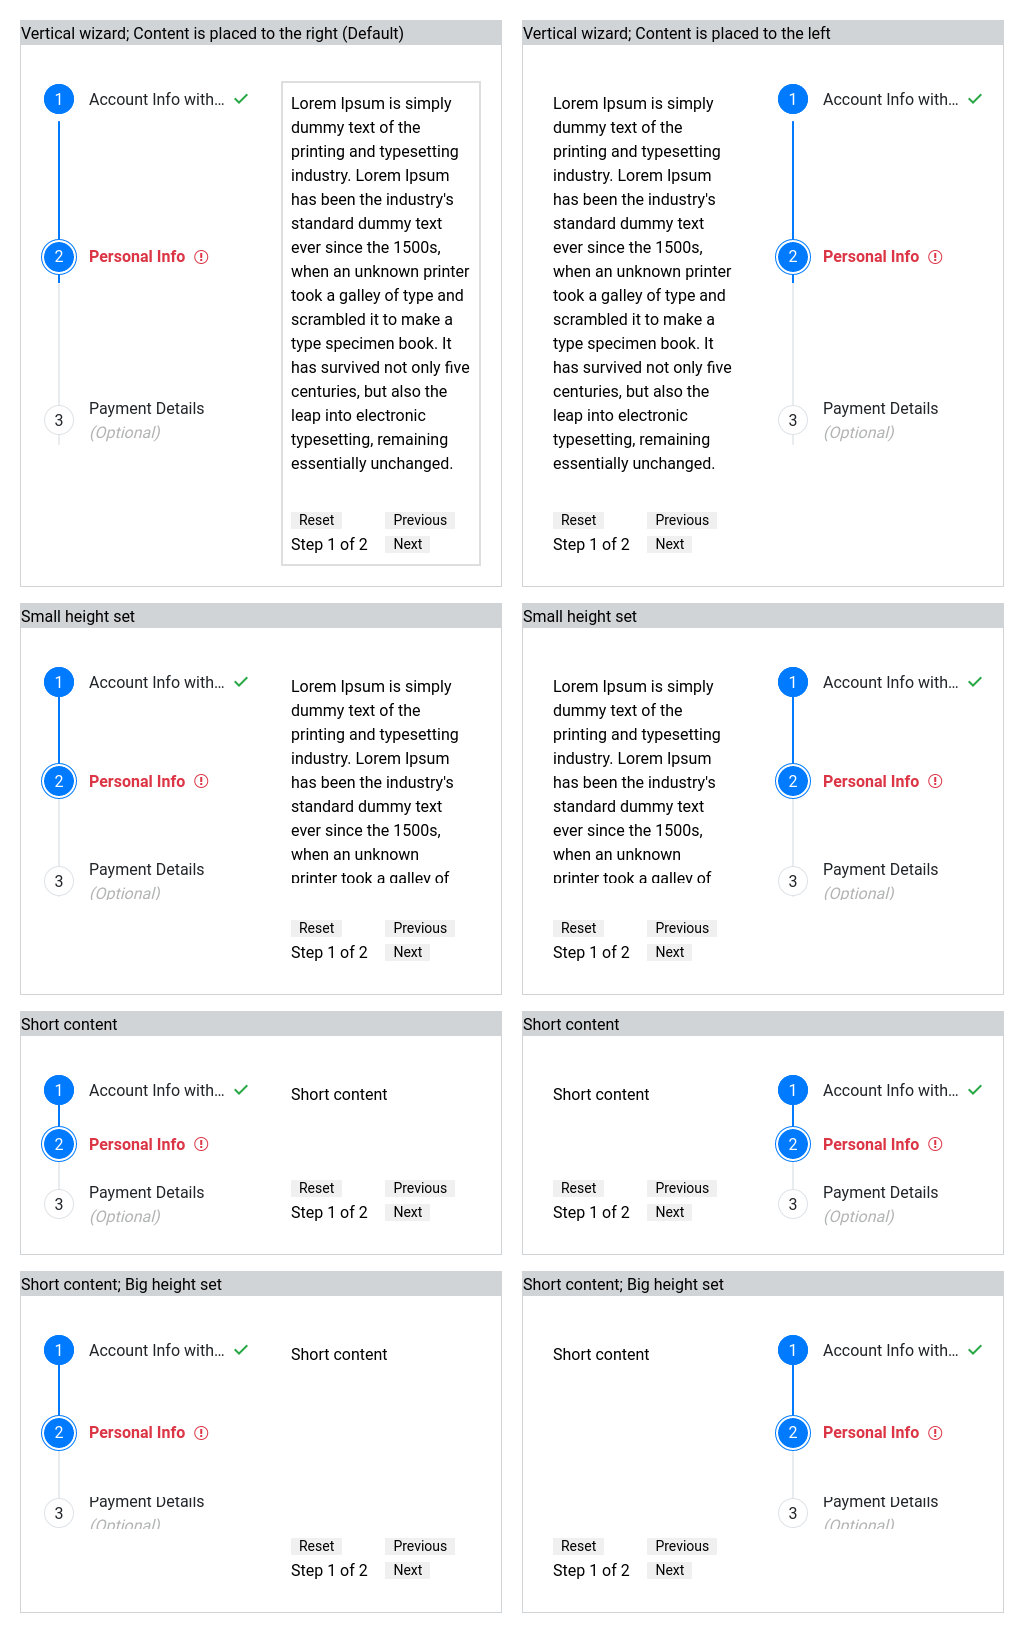 Vertical wizard; Content is placed to the right (Default)
1 Account Info with…
2 Personal Info
3 Payment Details
(Optional)
Lorem Ipsum is simply
dummy text of the
printing and typesetting
industry. Lorem Ipsum
has been the industry's
standard dummy text
ever since the 1500s,
when an unknown printer
took a galley of type and
scrambled it to make a
type specimen book. It
has survived not only five
centuries, but also the
leap into electronic
typesetting, remaining
essentially unchanged.
Reset Previous
Step 1 of 2 Next
Vertical wizard; Content is placed to the left
Lorem Ipsum is simply
dummy text of the
printing and typesetting
industry. Lorem Ipsum
has been the industry's
standard dummy text
ever since the 1500s,
when an unknown printer
took a galley of type and
scrambled it to make a
type specimen book. It
has survived not only five
centuries, but also the
leap into electronic
typesetting, remaining
essentially unchanged.
Reset Previous
Step 1 of 2 Next
1 Account Info with…
2 Personal Info
3 Payment Details
(Optional)
Small height set
1 Account Info with…
2 Personal Info
3 Payment Details
(Optional)
Lorem Ipsum is simply
dummy text of the
printing and typesetting
industry. Lorem Ipsum
has been the industry's
standard dummy text
ever since the 1500s,
when an unknown
printer took a galley of
Reset Previous
Step 1 of 2 Next
Small height set
Lorem Ipsum is simply
dummy text of the
printing and typesetting
industry. Lorem Ipsum
has been the industry's
standard dummy text
ever since the 1500s,
when an unknown
printer took a galley of
Reset Previous
Step 1 of 2 Next
1 Account Info with…
2 Personal Info
3 Payment Details
(Optional)
Short content
1 Account Info with…
2 Personal Info
3 Payment Details
(Optional)
Short content
Reset Previous
Step 1 of 2 Next
Short content
Short content
Reset Previous
Step 1 of 2 Next
1 Account Info with…
2 Personal Info
3 Payment Details
(Optional)
Short content; Big height set
1 Account Info with…
2 Personal Info
3 Payment Details
(Optional)
Short content
Reset Previous
Step 1 of 2 Next
Short content; Big height set
Short content
Reset Previous
Step 1 of 2 Next
1 Account Info with…
2 Personal Info
3 Payment Details
(Optional)